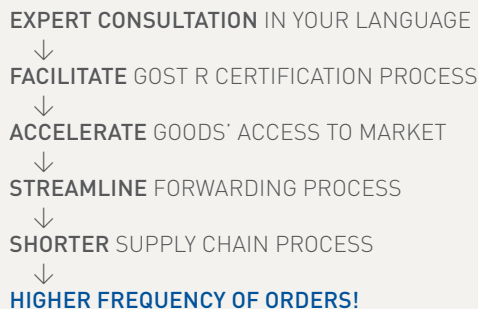 EXPERT CONSULTATION IN YOUR LANGUAGE
↓
FACILITATE GOST R CERTIFICATION PROCESS
↓
ACCELERATE GOODS' ACCESS TO MARKET
↓
STREAMLINE FORWARDING PROCESS
↓
SHORTER SUPPLY CHAIN PROCESS
↓
HIGHER FREQUENCY OF ORDERS!